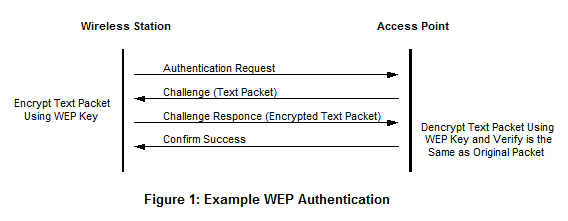 Wireless Station
Access Point
Authentication Request
Challenge (Text Packet)
Encrypt Text Packet
Using WEP Key
Challenge Responce (Encrypted Text Packet)
Dencrypt Text Packet Using
WEP Key and Verify is the
Same as Original Packet
Confirm Success
Figure 1: Example WEP Authentication